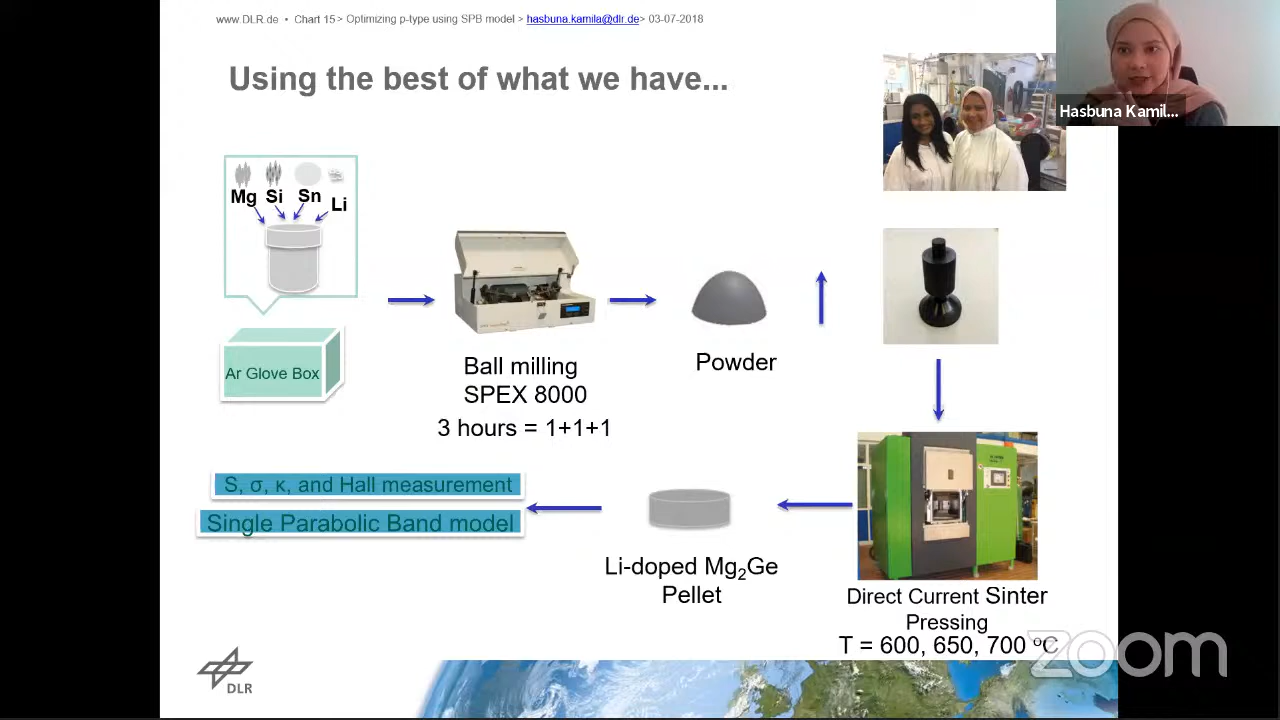 www.DLR.de • Chart 15 > Optimizing p-type using SPB model > hasbuna.kamila@dlr.de > 03-07-2018
Using the best of what we have...
Hasbuna Kamil...
Mg Si Sn Li
Ar Glove Box
Ball milling
SPEX 8000
3 hours = 1+1+1
Powder
S, σ, κ, and Hall measurement
Single Parabolic Band model
Li-doped Mg₂Ge
Pellet
Direct Current Sinter
Pressing
T = 600, 650, 700 ºC
zoom
DLR